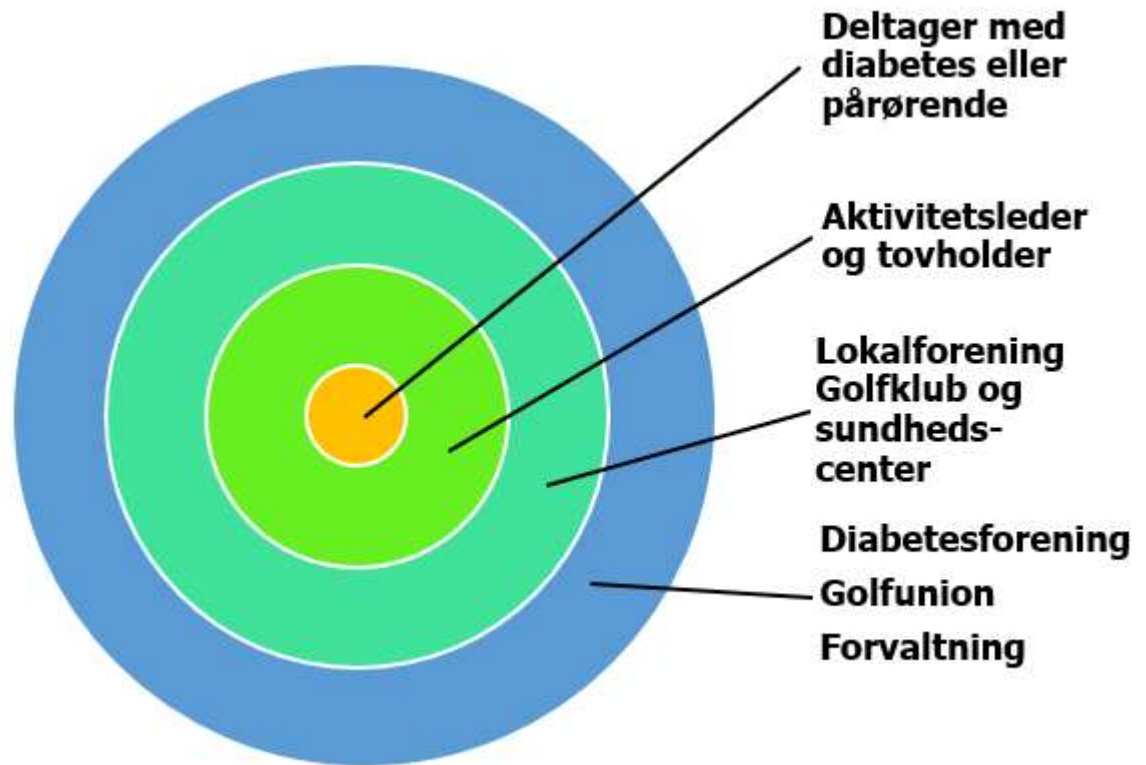 Deltager med
diabetes eller
pårørende
Aktivitetsleder
og tovholder
Lokalforening
Golfklub og
sundheds-
center
Diabetesforening
Golfunion
Forvaltning